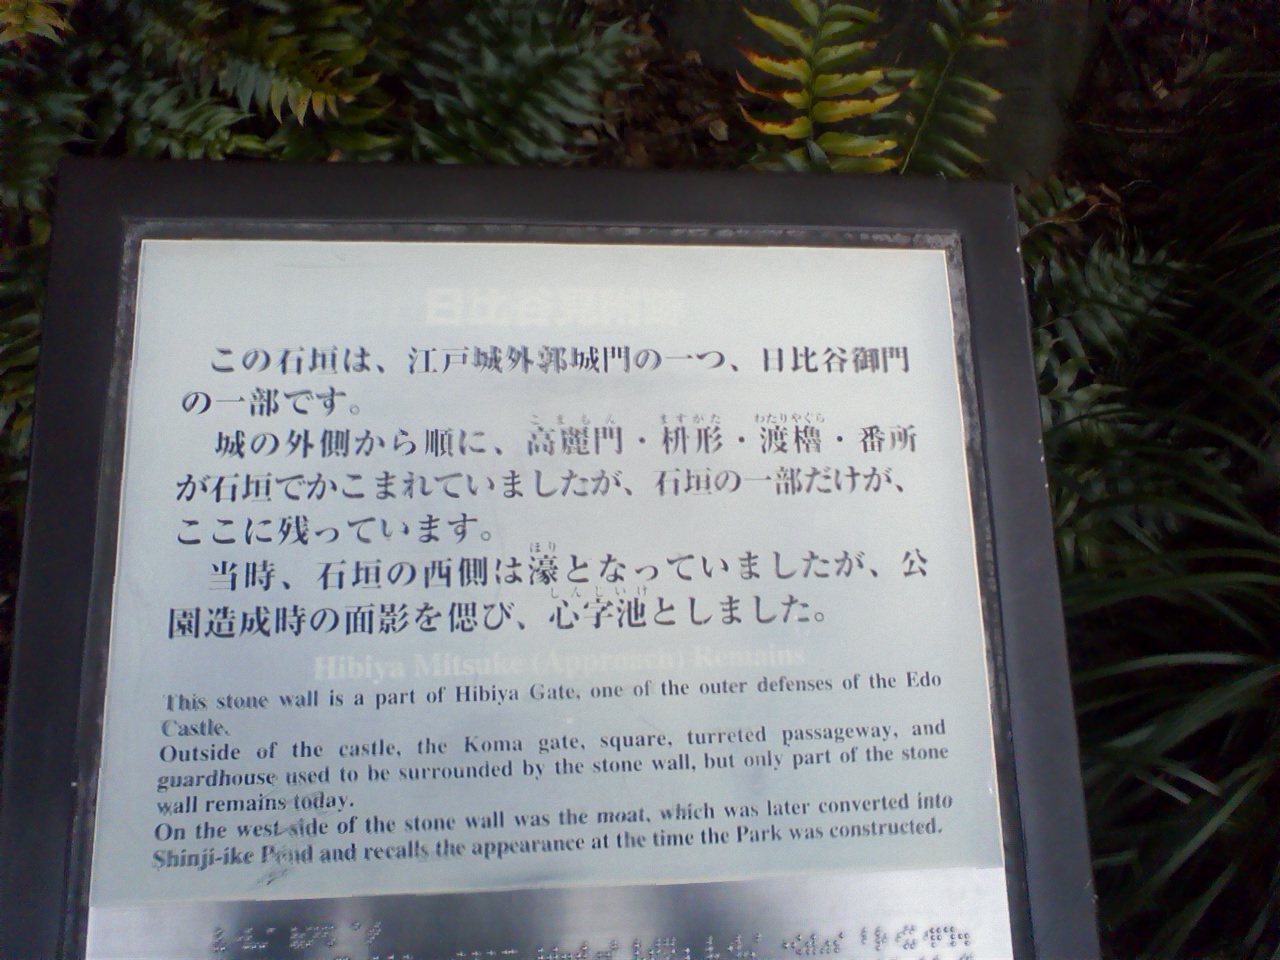 日比谷見附跡
この石垣は、江戸城外郭城門の一つ、日比谷御門
の一部です。
こまもん ますがた わたりやぐら
城の外側から順に、高麗門・枡形・渡櫓・番所
が石垣でかこまれていましたが、石垣の一部だけが、
ここに残っています。
ほり
当時、石垣の西側は濠となっていましたが、公
しんじいけ
園造成時の面影を偲び、心字池としました。
Hibiya Mitsuke (Approach) Remains
This stone wall is a part of Hibiya Gate, one of the outer defenses of the Edo
Castle.
Outside of the castle, the Koma gate, square, turreted passageway, and
guardhouse used to be surrounded by the stone wall, but only part of the stone
wall remains today.
On the west side of the stone wall was the moat, which was later converted into
Shinji-ike Pond and recalls the appearance at the time the Park was constructed.